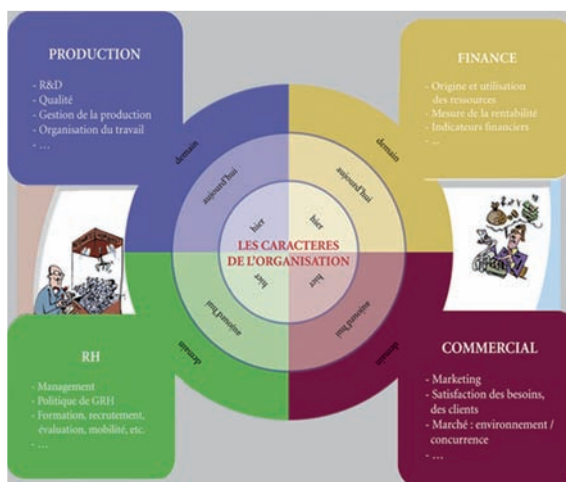 PRODUCTION
- R&D
- Qualité
- Gestion de la production
- Organisation du travail
- ...
FINANCE
- Origine et utilisation
des ressources
- Mesure de la rentabilité
- Indicateurs financiers
- ...
demain
demain
aujourd'hui
aujourd'hui
hier
hier
LES CARACTERES
DE L'ORGANISATION
hier
hier
aujourd'hui
aujourd'hui
demain
demain
RH
- Management
- Politique de GRH
- Formation, recrutement,
évaluation, mobilité, etc.
- ...
COMMERCIAL
- Marketing
- Satisfaction des besoins,
des clients
- Marché : environnement /
concurrence
- ...